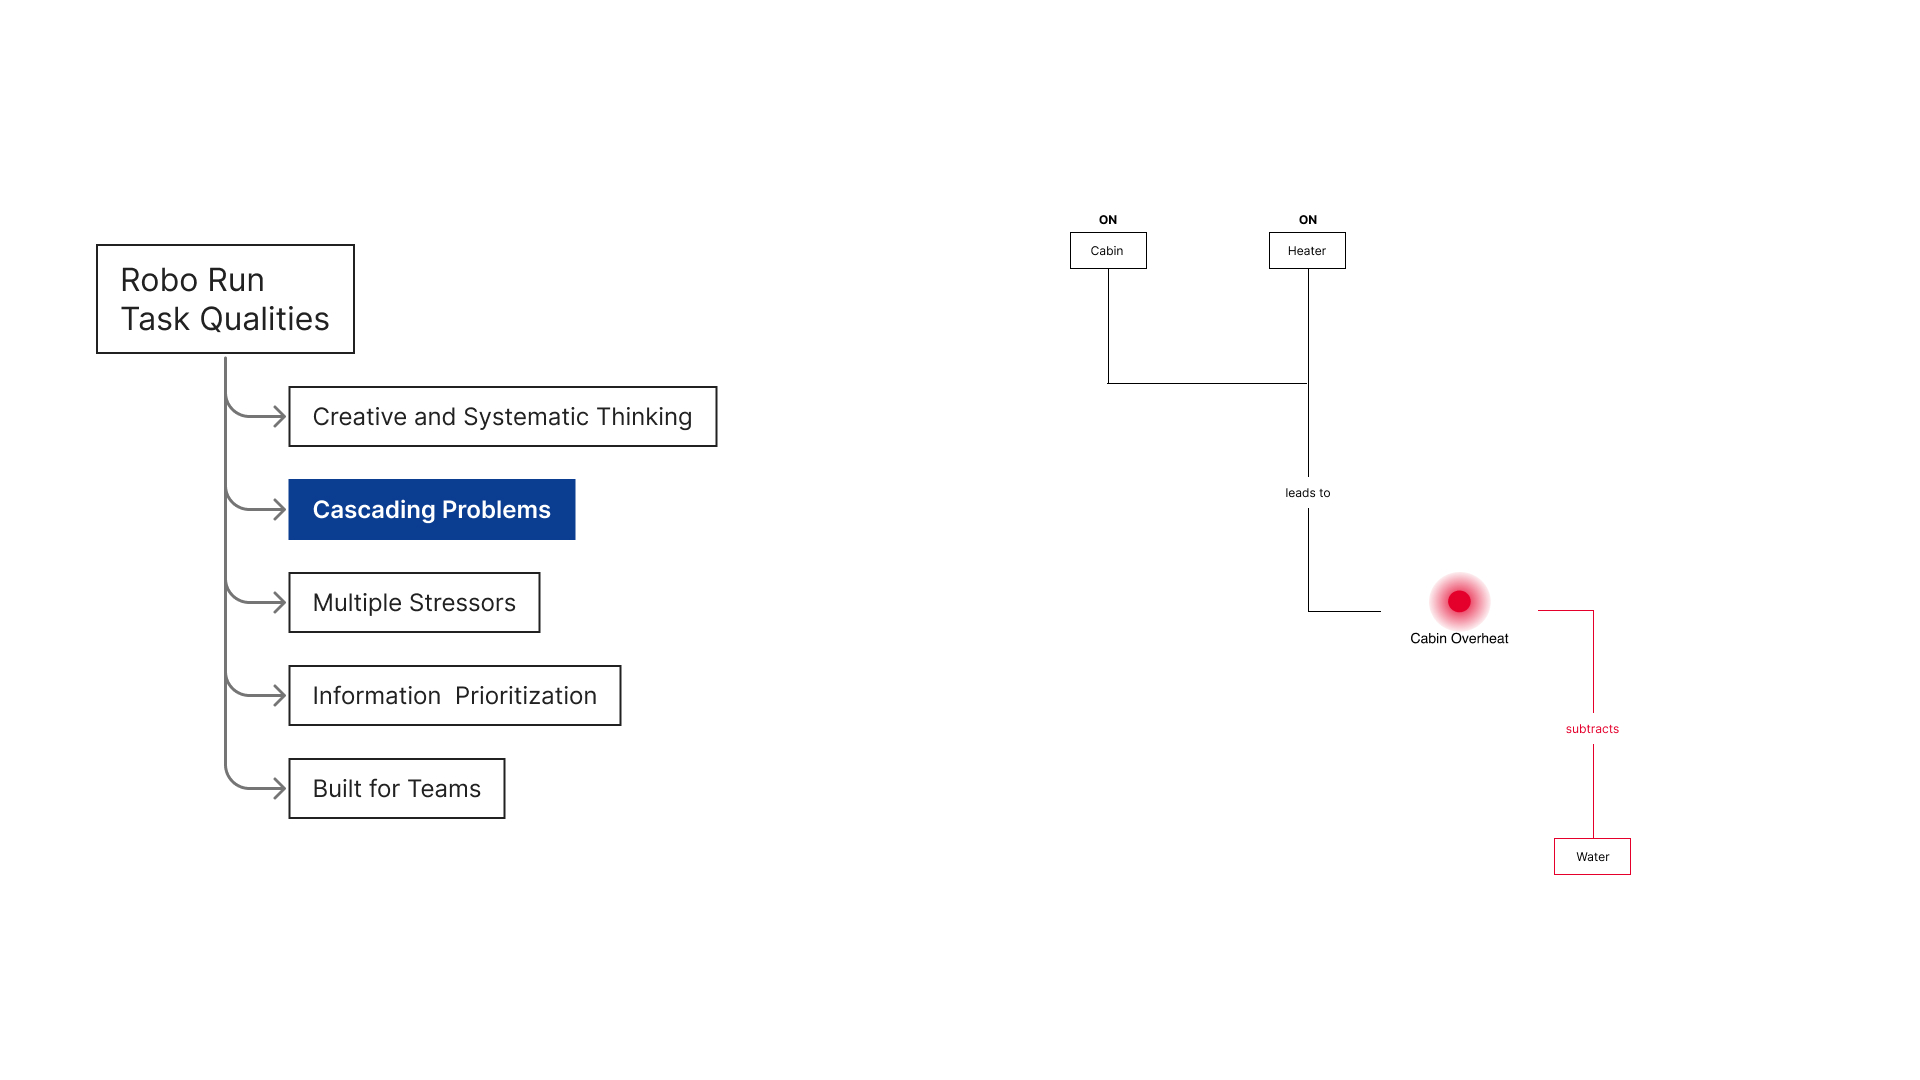 Robo Run
Task Qualities
Creative and Systematic Thinking
Cascading Problems
Multiple Stressors
Information  Prioritization
Built for Teams
ON
Cabin
ON
Heater
leads to
Cabin Overheat
subtracts
Water